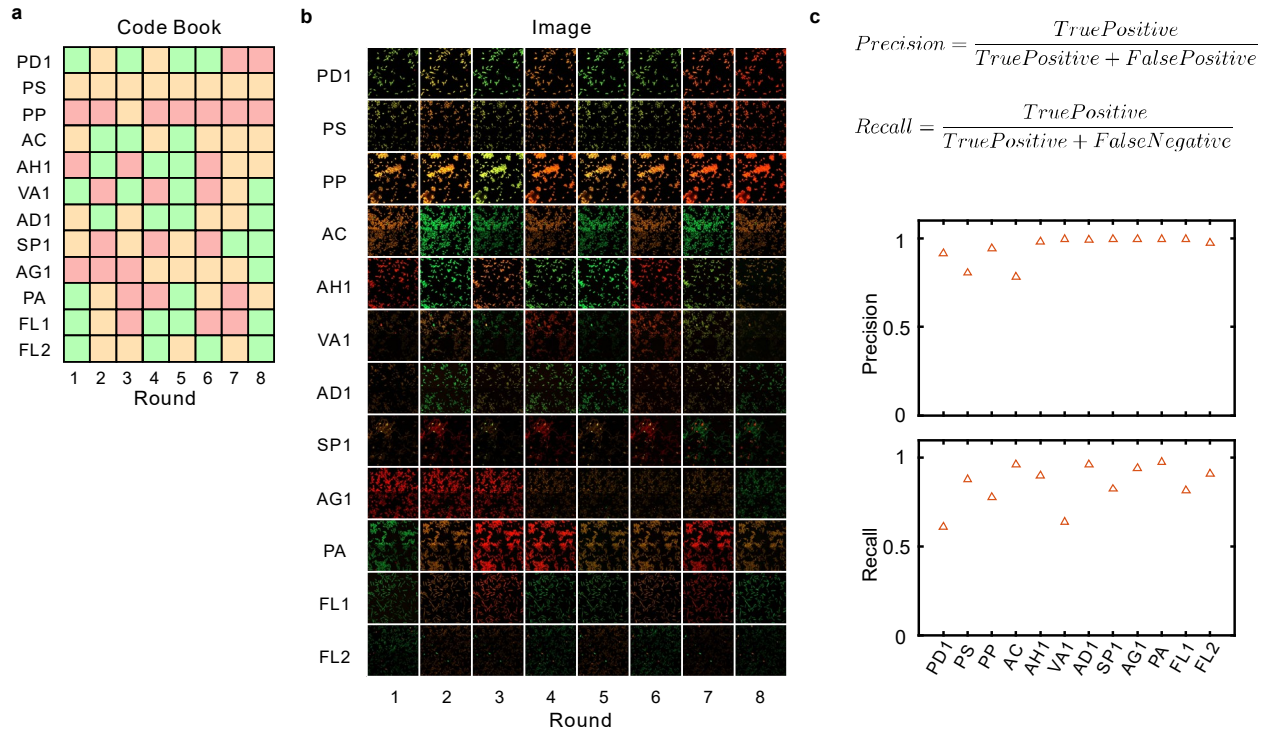 a
Code Book
PD1
PS
PP
AC
AH1
VA1
AD1
SP1
AG1
PA
FL1
FL2
1 2 3 4 5 6 7 8
Round
b
Image
PD1
PS
PP
AC
AH1
VA1
AD1
SP1
AG1
PA
FL1
FL2
1 2 3 4 5 6 7 8
Round
c
Precision = TruePositive / TruePositive + FalsePositive
Recall = TruePositive / TruePositive + FalseNegative
Precision
1
0.5
0
Recall
1
0.5
0
PD1 PS PP AC AH1 VA1 AD1 SP1 AG1 PA FL1 FL2